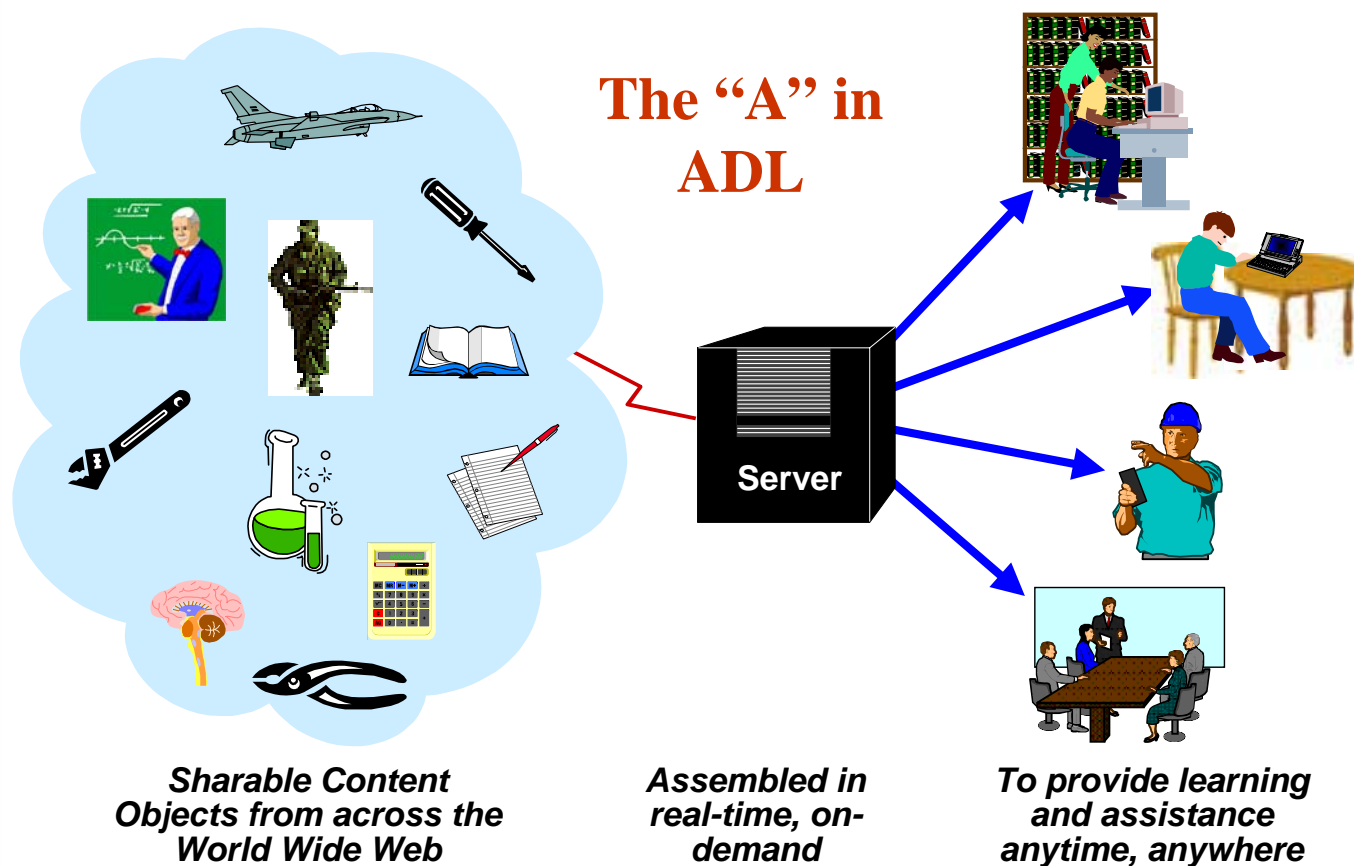 The “A” in
ADL
Server
Sharable Content
Objects from across the
World Wide Web
Assembled in
real-time, on-
demand
To provide learning
and assistance
anytime, anywhere